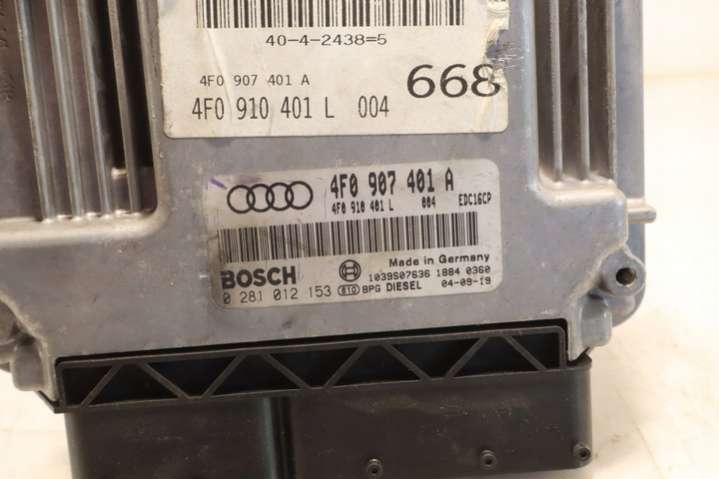 40-4-2438=5
4F0 907 401 A
668
4F0 910 401 L 004
4F0 907 401 A
4F0 910 401 L 004 EDC16CP
Made in Germany
BOSCH 1039S07636 1884 0360
0 281 012 153 610 BPG DIESEL 04-09-19